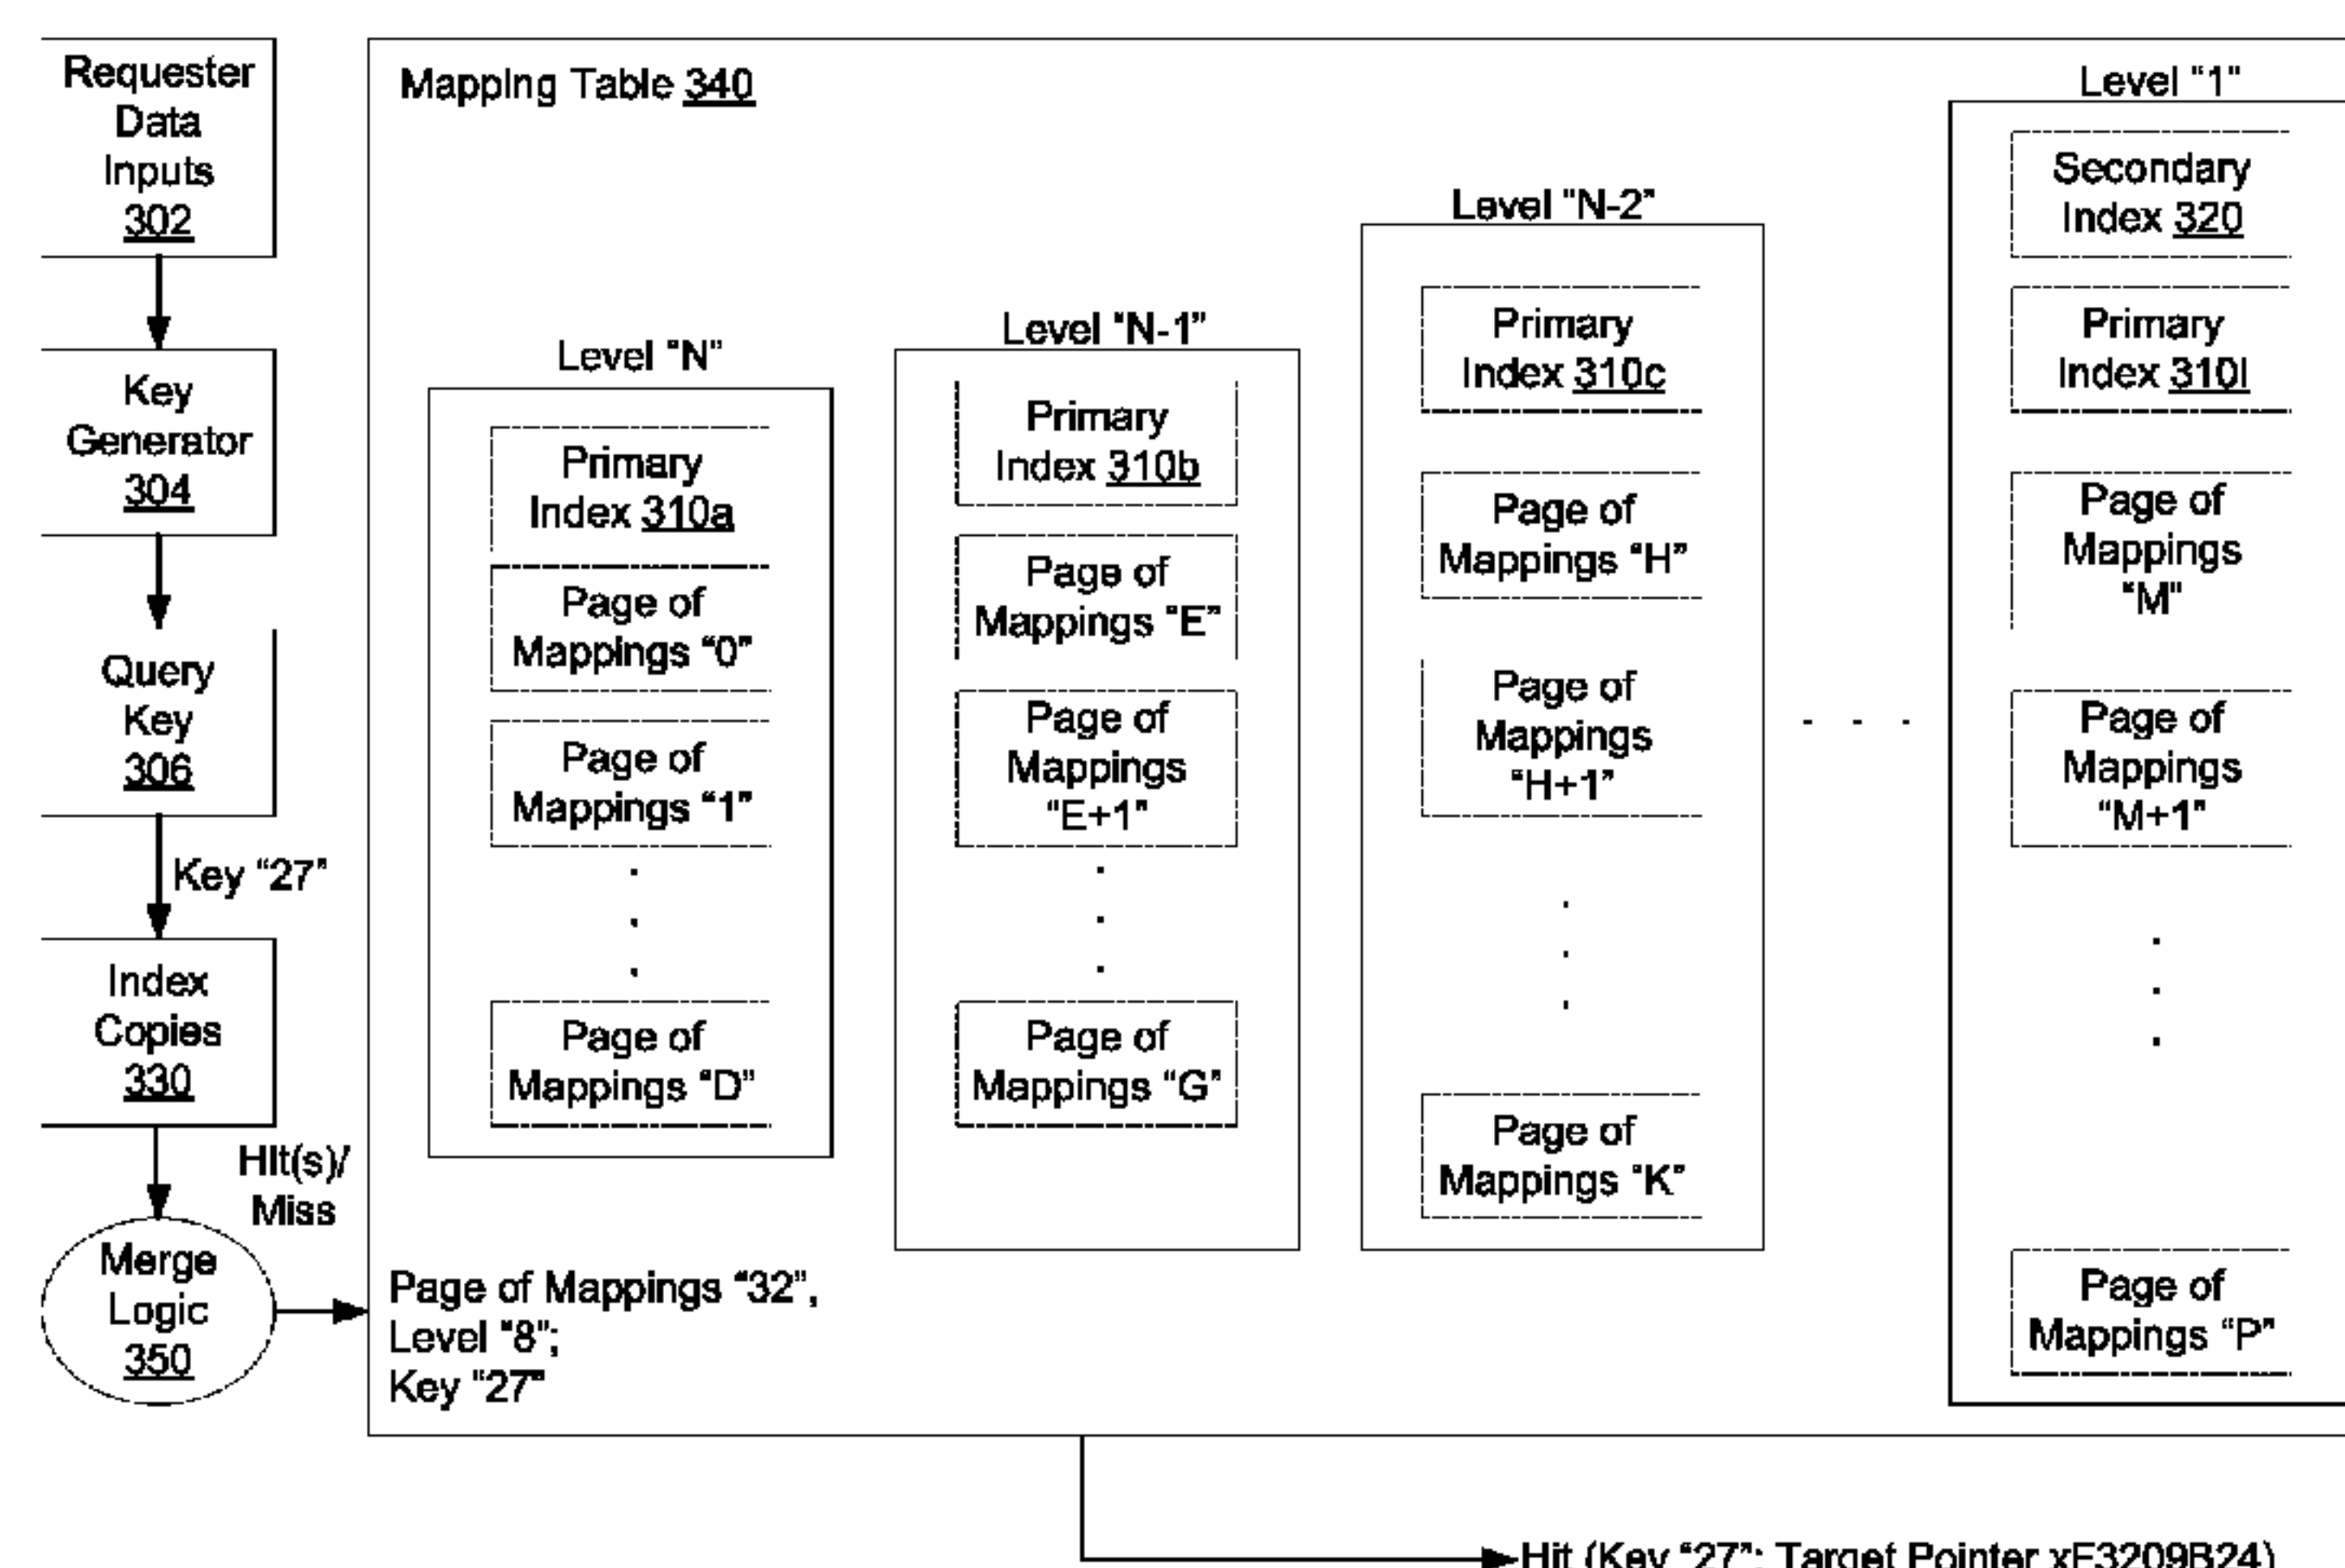 Requester
Data
Inputs
302
Key
Generator
304
Query
Key
306
Key "27"
Index
Copies
330
Hit(s)/
Miss
Merge
Logic
350
Mapping Table 340
Level "N"
Primary
Index 310a
Page of
Mappings "0"
Page of
Mappings "1"
Page of
Mappings "D"
Level "N-1"
Primary
Index 310b
Page of
Mappings "E"
Page of
Mappings
"E+1"
Page of
Mappings "G"
Level "N-2"
Primary
Index 310c
Page of
Mappings "H"
Page of
Mappings
"H+1"
Page of
Mappings "K"
. . .
Level "1"
Secondary
Index 320
Primary
Index 310l
Page of
Mappings
"M"
Page of
Mappings
"M+1"
Page of
Mappings "P"
Page of Mappings "32",
Level "8";
Key "27"
Hit (Key "27"; Target Pointer xF3209B24)